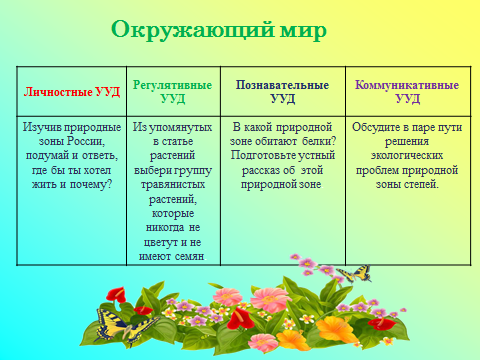 Окружающий мир
Личностные УУД
Регулятивные
УУД
Познавательные
УУД
Коммуникативные
УУД
Изучив природные
зоны России,
подумай и ответь,
где бы ты хотел
жить и почему?
Из упомянутых
в статье
растений
выбери группу
травянистых
растений,
которые
никогда не
цветут и не
имеют семян
В какой природной
зоне обитают белки?
Подготовьте устный
рассказ об этой
природной зоне
Обсудите в паре пути
решения
экологических
проблем природной
зоны степей.